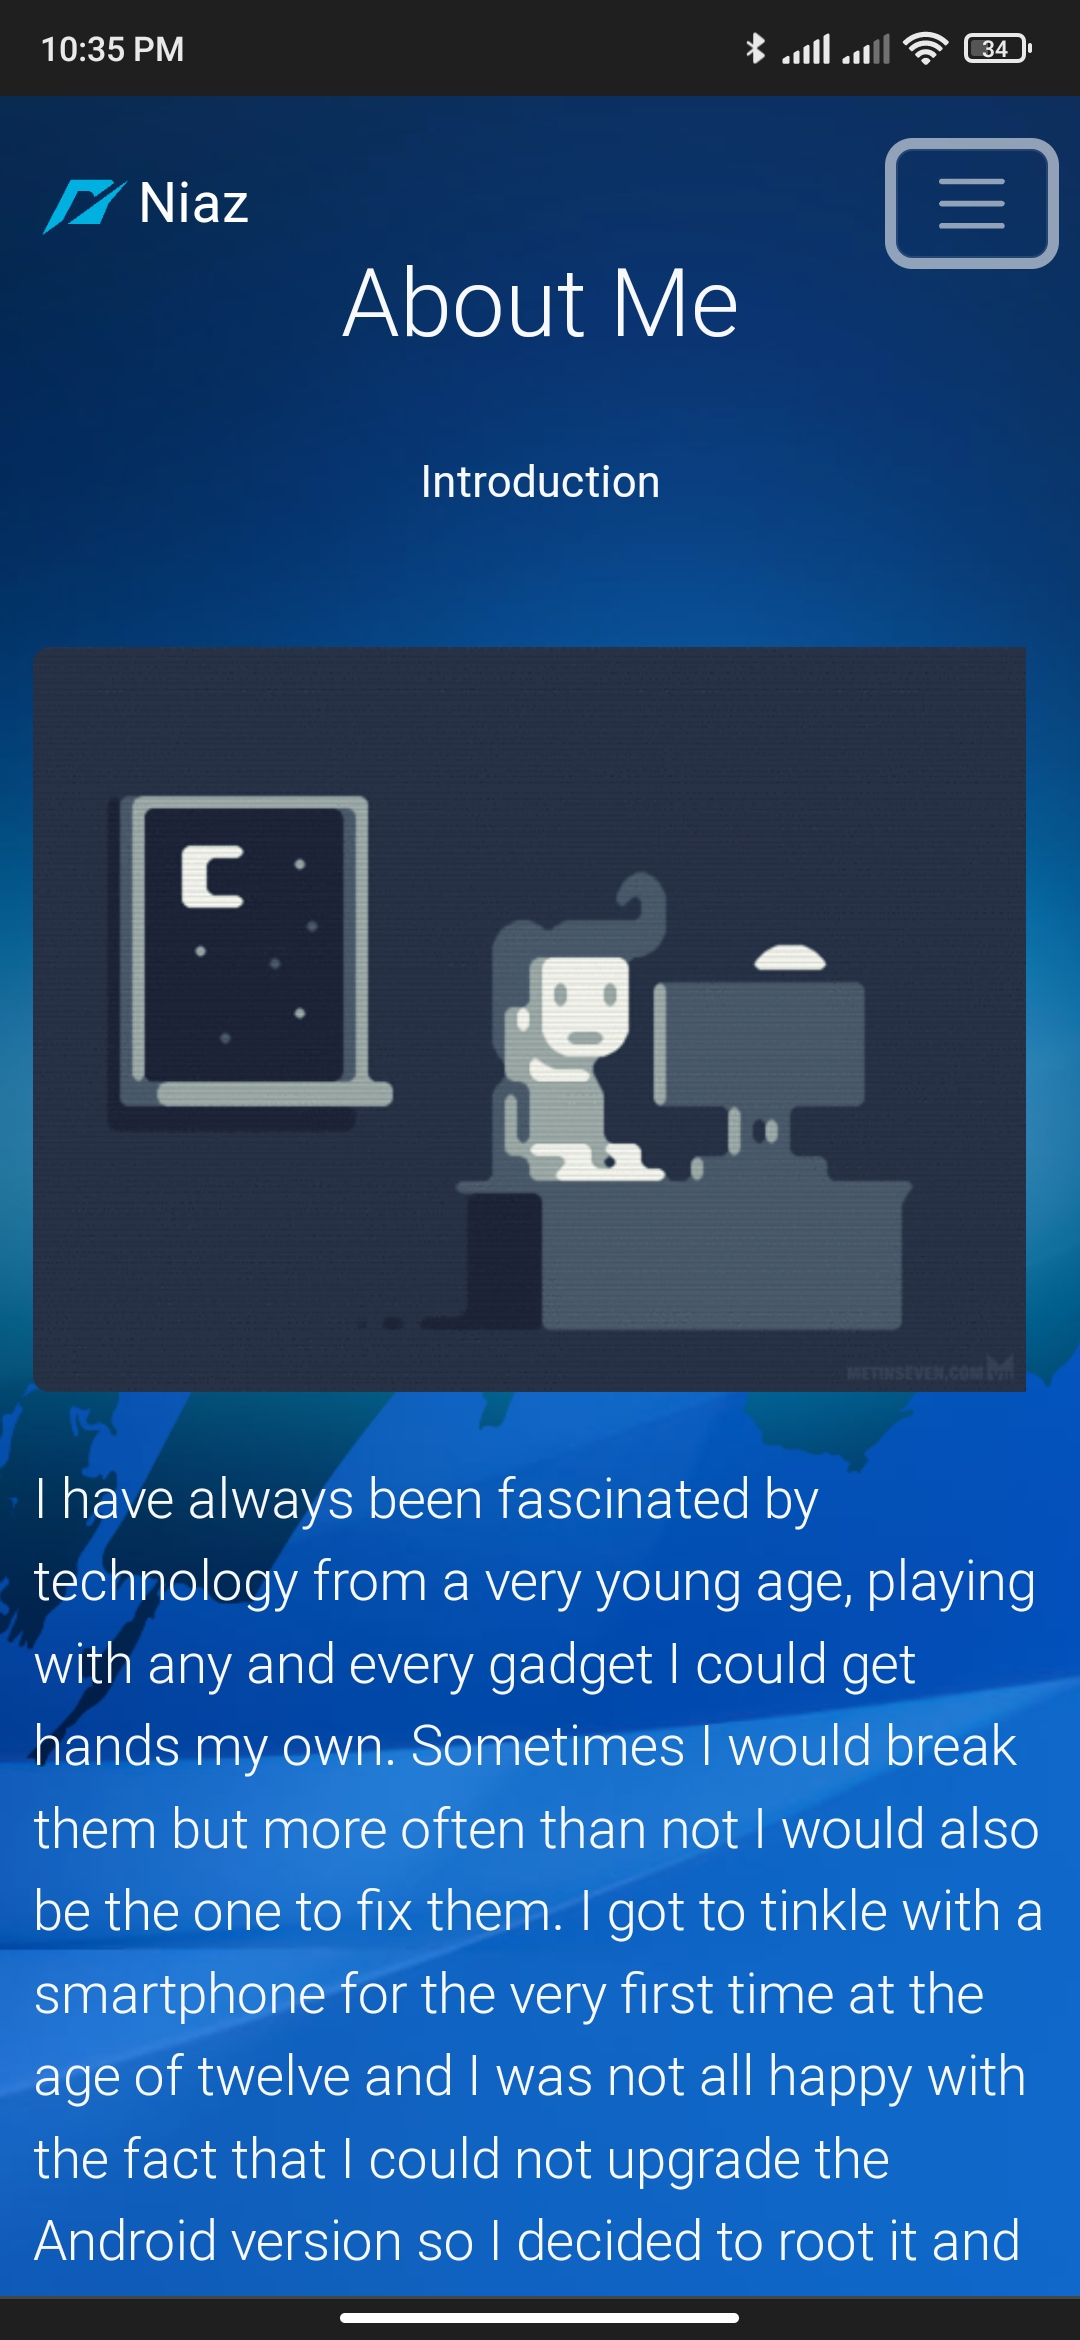 10:35 PM
34
Niaz
About Me
Introduction
METINSEVEN.COM
I have always been fascinated by
technology from a very young age, playing
with any and every gadget I could get
hands my own. Sometimes I would break
them but more often than not I would also
be the one to fix them. I got to tinkle with a
smartphone for the very first time at the
age of twelve and I was not all happy with
the fact that I could not upgrade the
Android version so I decided to root it and